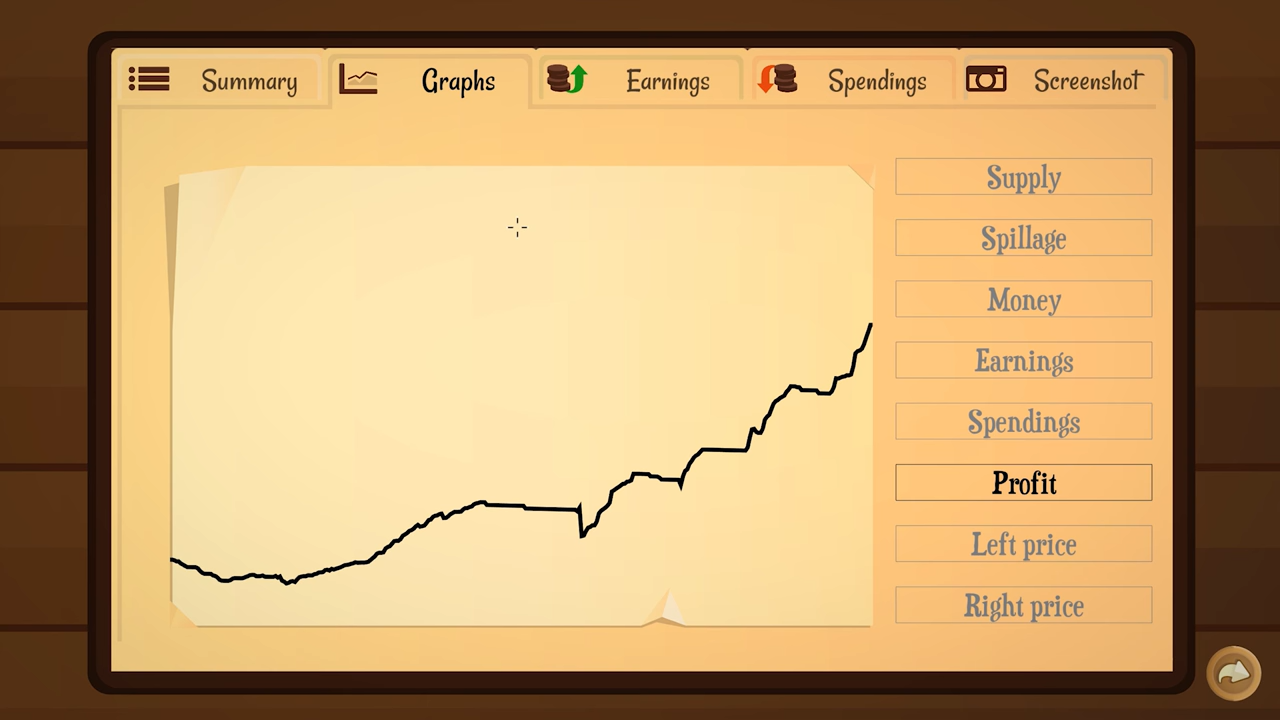 Summary
Graphs
Earnings
Spendings
Screenshot
Supply
Spillage
Money
Earnings
Spendings
Profit
Left price
Right price